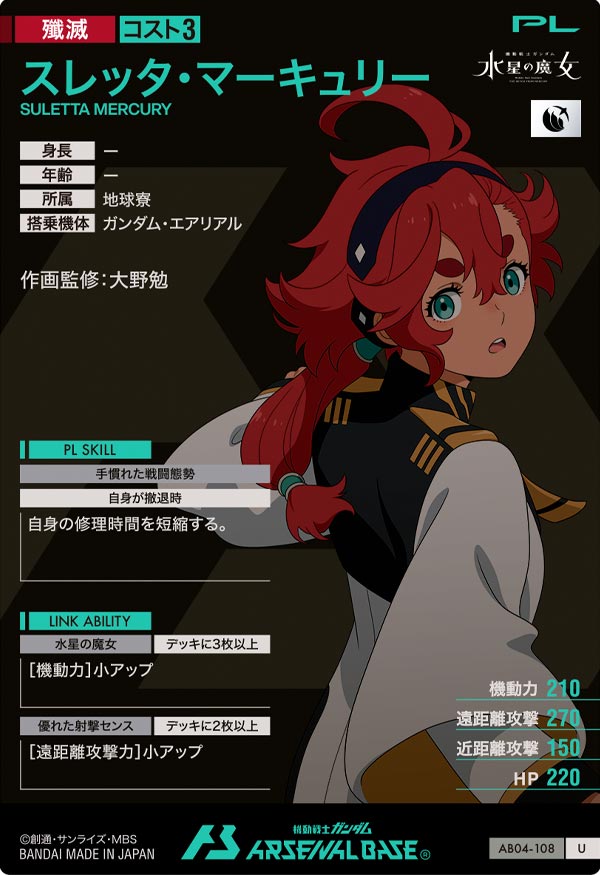 殲滅 コスト3
PL
スレッタ・マーキュリー
SULETTA MERCURY
機動戦士ガンダム
水星の魔女
身長 ー
年齢 ー
所属 地球寮
搭乗機体 ガンダム・エアリアル
作画監修：大野勉
PL SKILL
手慣れた戦闘態勢
自身が撤退時
自身の修理時間を短縮する。
LINK ABILITY
水星の魔女 デッキに3枚以上
［機動力］小アップ
優れた射撃センス デッキに2枚以上
［遠距離攻撃力］小アップ
機動力 210
遠距離攻撃 270
近距離攻撃 150
HP 220
©創通・サンライズ・MBS
BANDAI MADE IN JAPAN
機動戦士ガンダム
ARSENAL BASE®
AB04-108 U